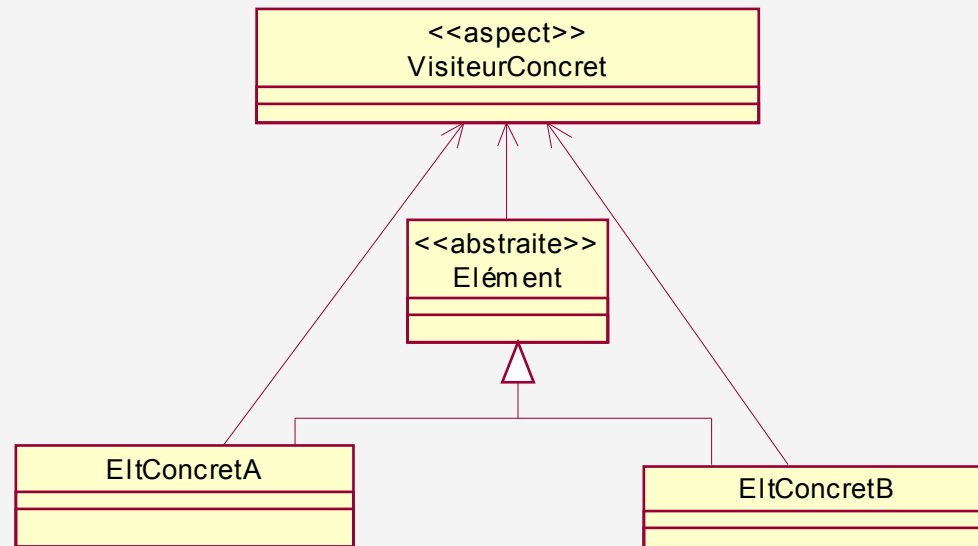 <<aspect>>
VisiteurConcret
<<abstraite>>
Elément
EltConcretA
EltConcretB